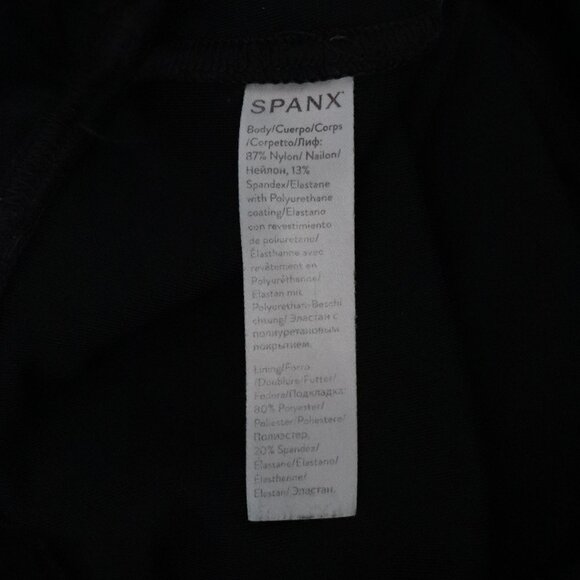 SPANX
Body/Cuerpo/Corps
/Corpetto/Лиф:
87% Nylon/ Nailon/
Нейлон, 13%
Spandex/Elastane
with Polyurethane
coating/Elastano
con revestimiento
de poliuretano/
Élasthanne avec
revêtement en
Polyuréthanne/
Elastan mit
Polyurethan-Beschi
chtung/ Эластан с
полиуретановым
покрытием.
Lining/Forro
/Doublure/Futter/
Fodera/Подкладка:
80% Polyester/
Poliéster/Poliestere/
Полиэстер,
20% Spandex/
Elastane/Elastano/
Élasthanne/
Elastan/Эластан.